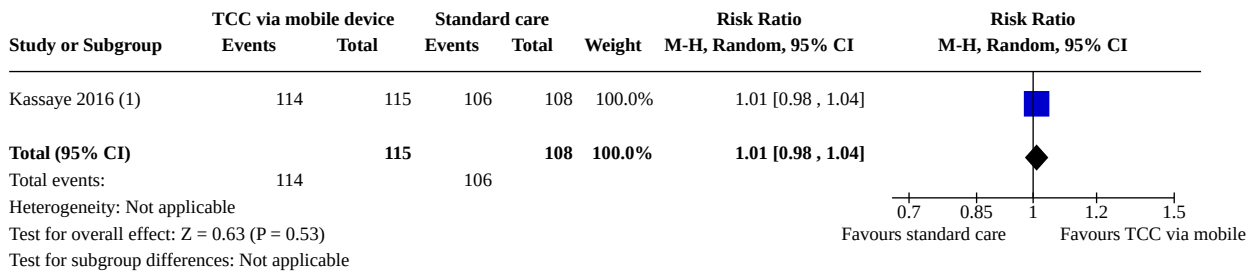 TCC via mobile device Standard care Risk Ratio Risk Ratio
Study or Subgroup Events Total Events Total Weight M-H, Random, 95% CI M-H, Random, 95% CI
Kassaye 2016 (1) 114 115 106 108 100.0% 1.01 [0.98 , 1.04]
Total (95% CI) 115 108 100.0% 1.01 [0.98 , 1.04]
Total events: 114 106
Heterogeneity: Not applicable
0.7 0.85 1 1.2 1.5
Test for overall effect: Z = 0.63 (P = 0.53) Favours standard care Favours TCC via mobile
Test for subgroup differences: Not applicable